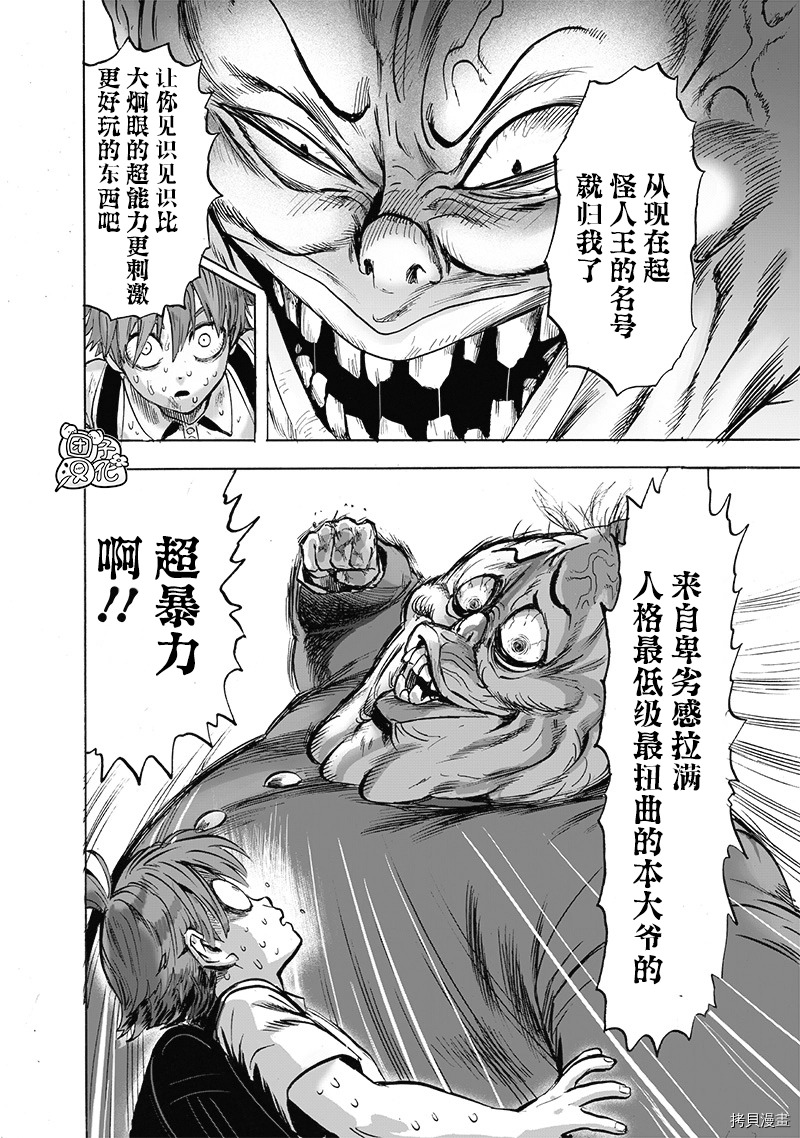 从现在起
怪人王的名号
就归我了
让你见识见识比
大炯眼的超能力更刺激
更好玩的东西吧
团子
汉化
来自卑劣感拉满
人格最低级最扭曲的本大爷的
超暴力
啊!!
拷贝漫畫